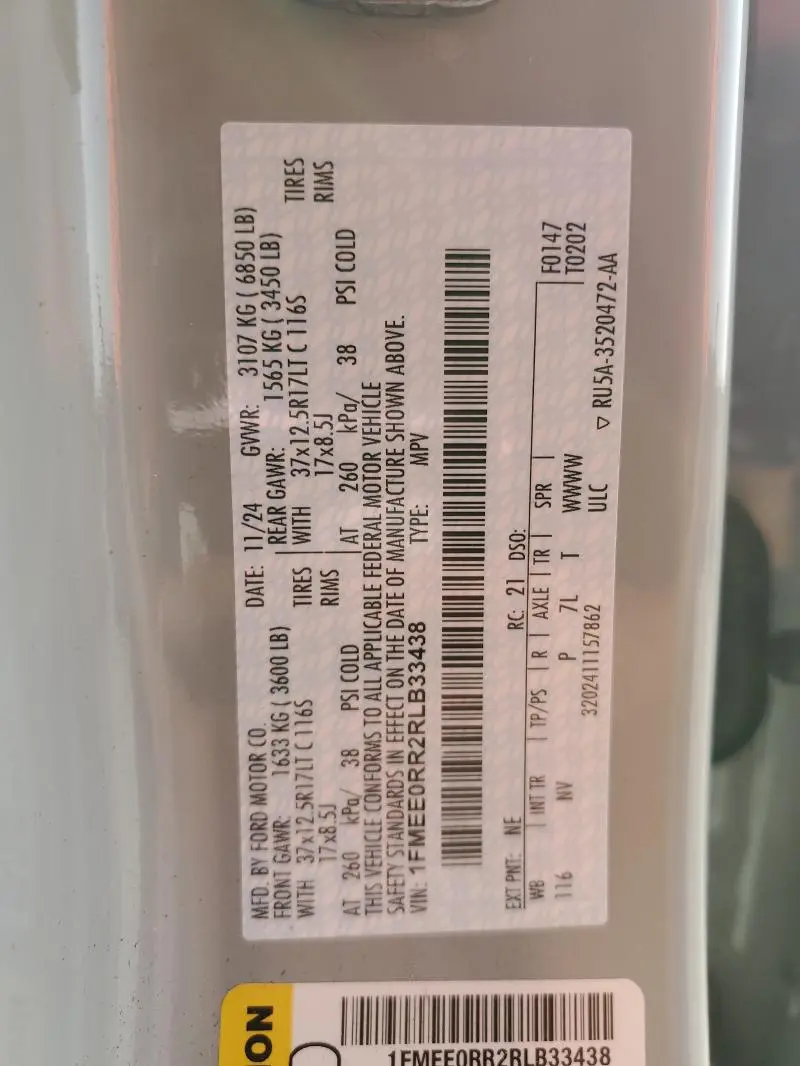 MFD. BY FORD MOTOR CO. DATE: 11/24 GVWR: 3107 KG ( 6850 LB)
FRONT GAWR: 1633 KG ( 3600 LB) REAR GAWR: 1565 KG ( 3450 LB)
WITH 37x12.5R17LT C 116S TIRES WITH 37x12.5R17LT C 116S TIRES
17x8.5J RIMS 17x8.5J RIMS
AT 260 kPa/ 38 PSI COLD AT 260 kPa/ 38 PSI COLD
THIS VEHICLE CONFORMS TO ALL APPLICABLE FEDERAL MOTOR VEHICLE
SAFETY STANDARDS IN EFFECT ON THE DATE OF MANUFACTURE SHOWN ABOVE.
VIN: 1FMEE0RR2RLB33438 TYPE: MPV
EXT PNT: NE RC: 21 DSO: F0147
WB INT TR TP/PS R AXLE TR SPR T0202
116 NV P 7L T WWWW
3202411157862 ULC ▽ RU5A-3520472-AA
ON
1FMEE0RR2RLB33438